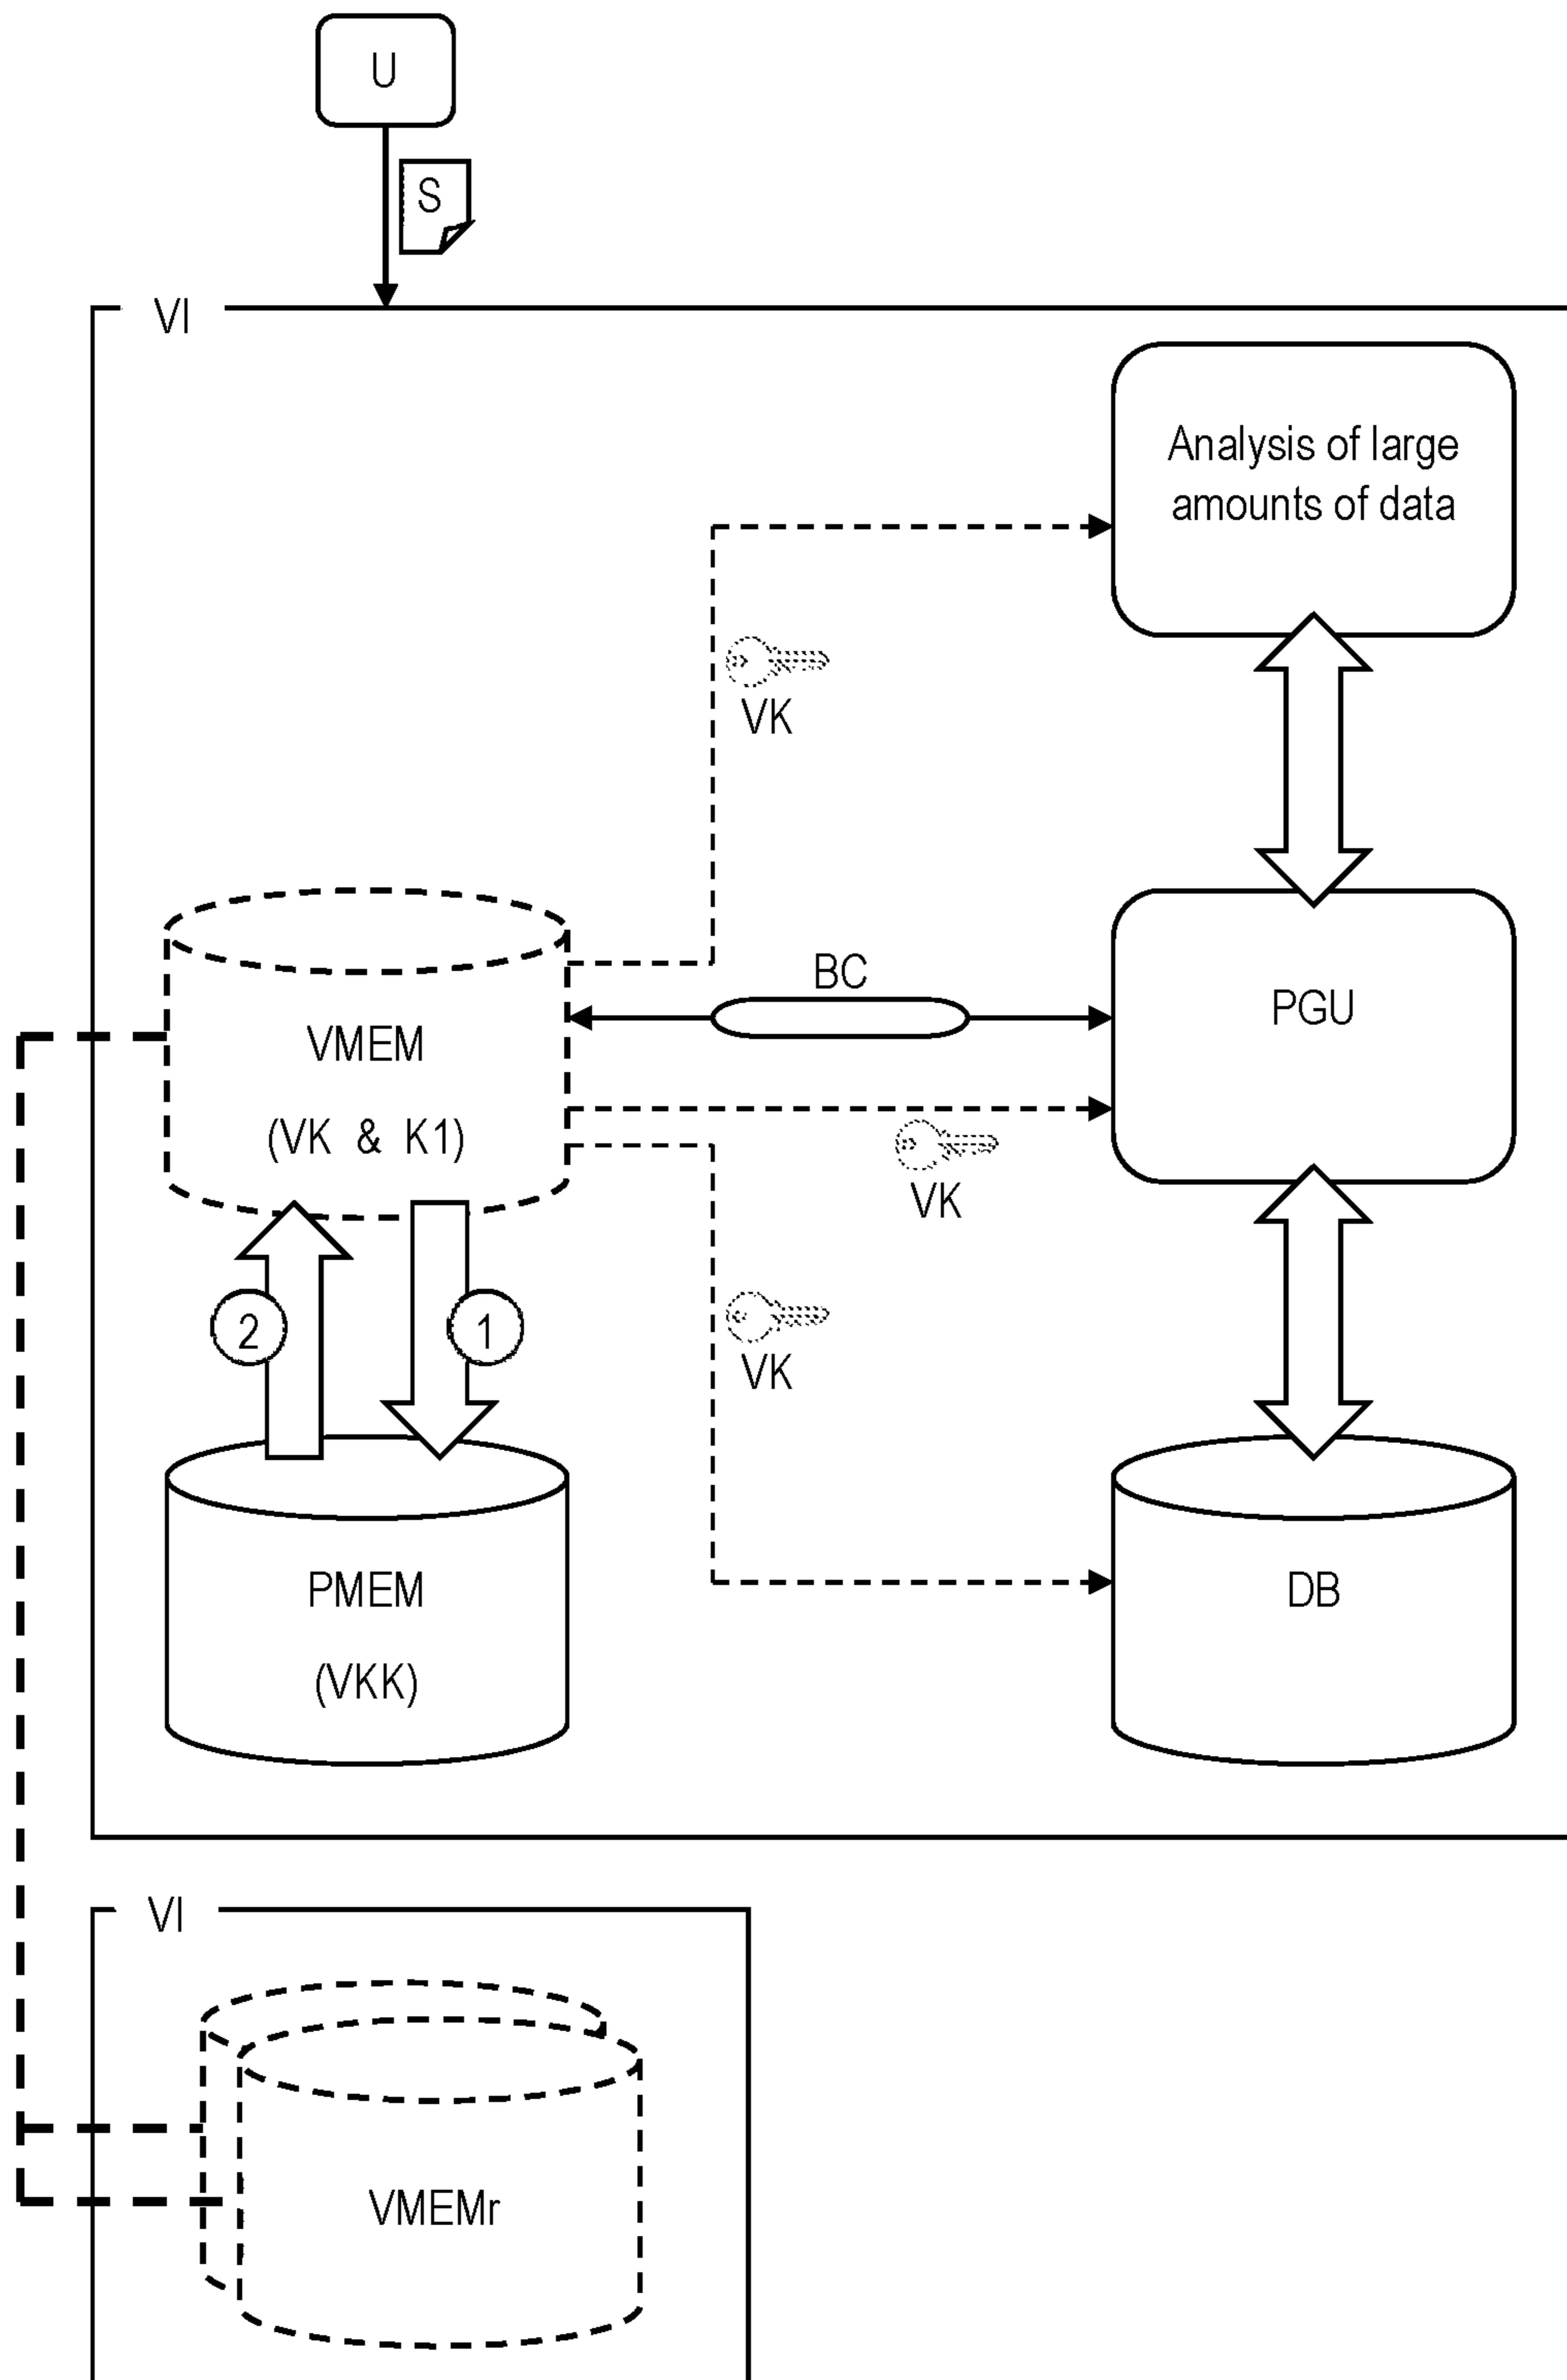 U
S
VI
Analysis of large
amounts of data
VK
BC
VMEM
(VK & K1)
PGU
VK
2
1
VK
PMEM
(VKK)
DB
VI
VMEMr